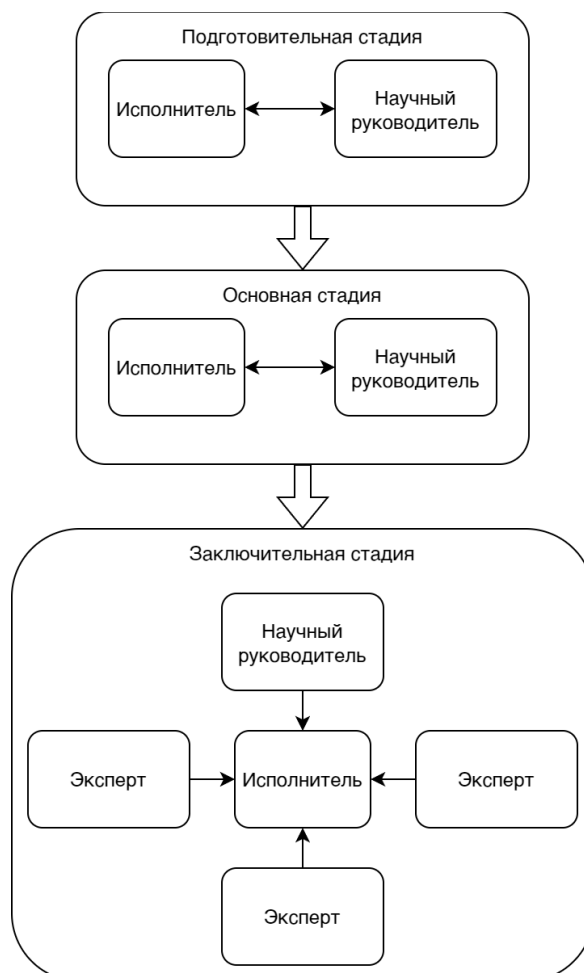 Подготовительная стадия
Исполнитель
Научный
руководитель
Основная стадия
Исполнитель
Научный
руководитель
Заключительная стадия
Научный
руководитель
Эксперт
Исполнитель
Эксперт
Эксперт